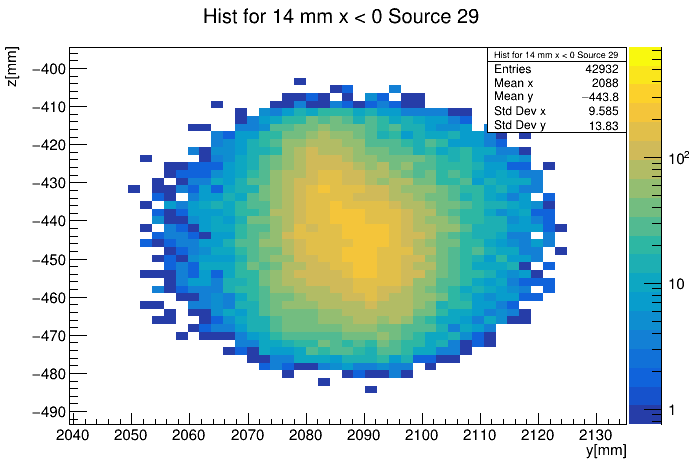 Hist for 14 mm x < 0 Source 29
z[mm]
Hist for 14 mm x < 0 Source 29
Entries 42932
Mean x 2088
Mean y −443.8
Std Dev x 9.585
Std Dev y 13.83
−400
−410
−420
−430
−440
−450
−460
−470
−480
−490
10²
10
1
2040 2050 2060 2070 2080 2090 2100 2110 2120 2130
y[mm]